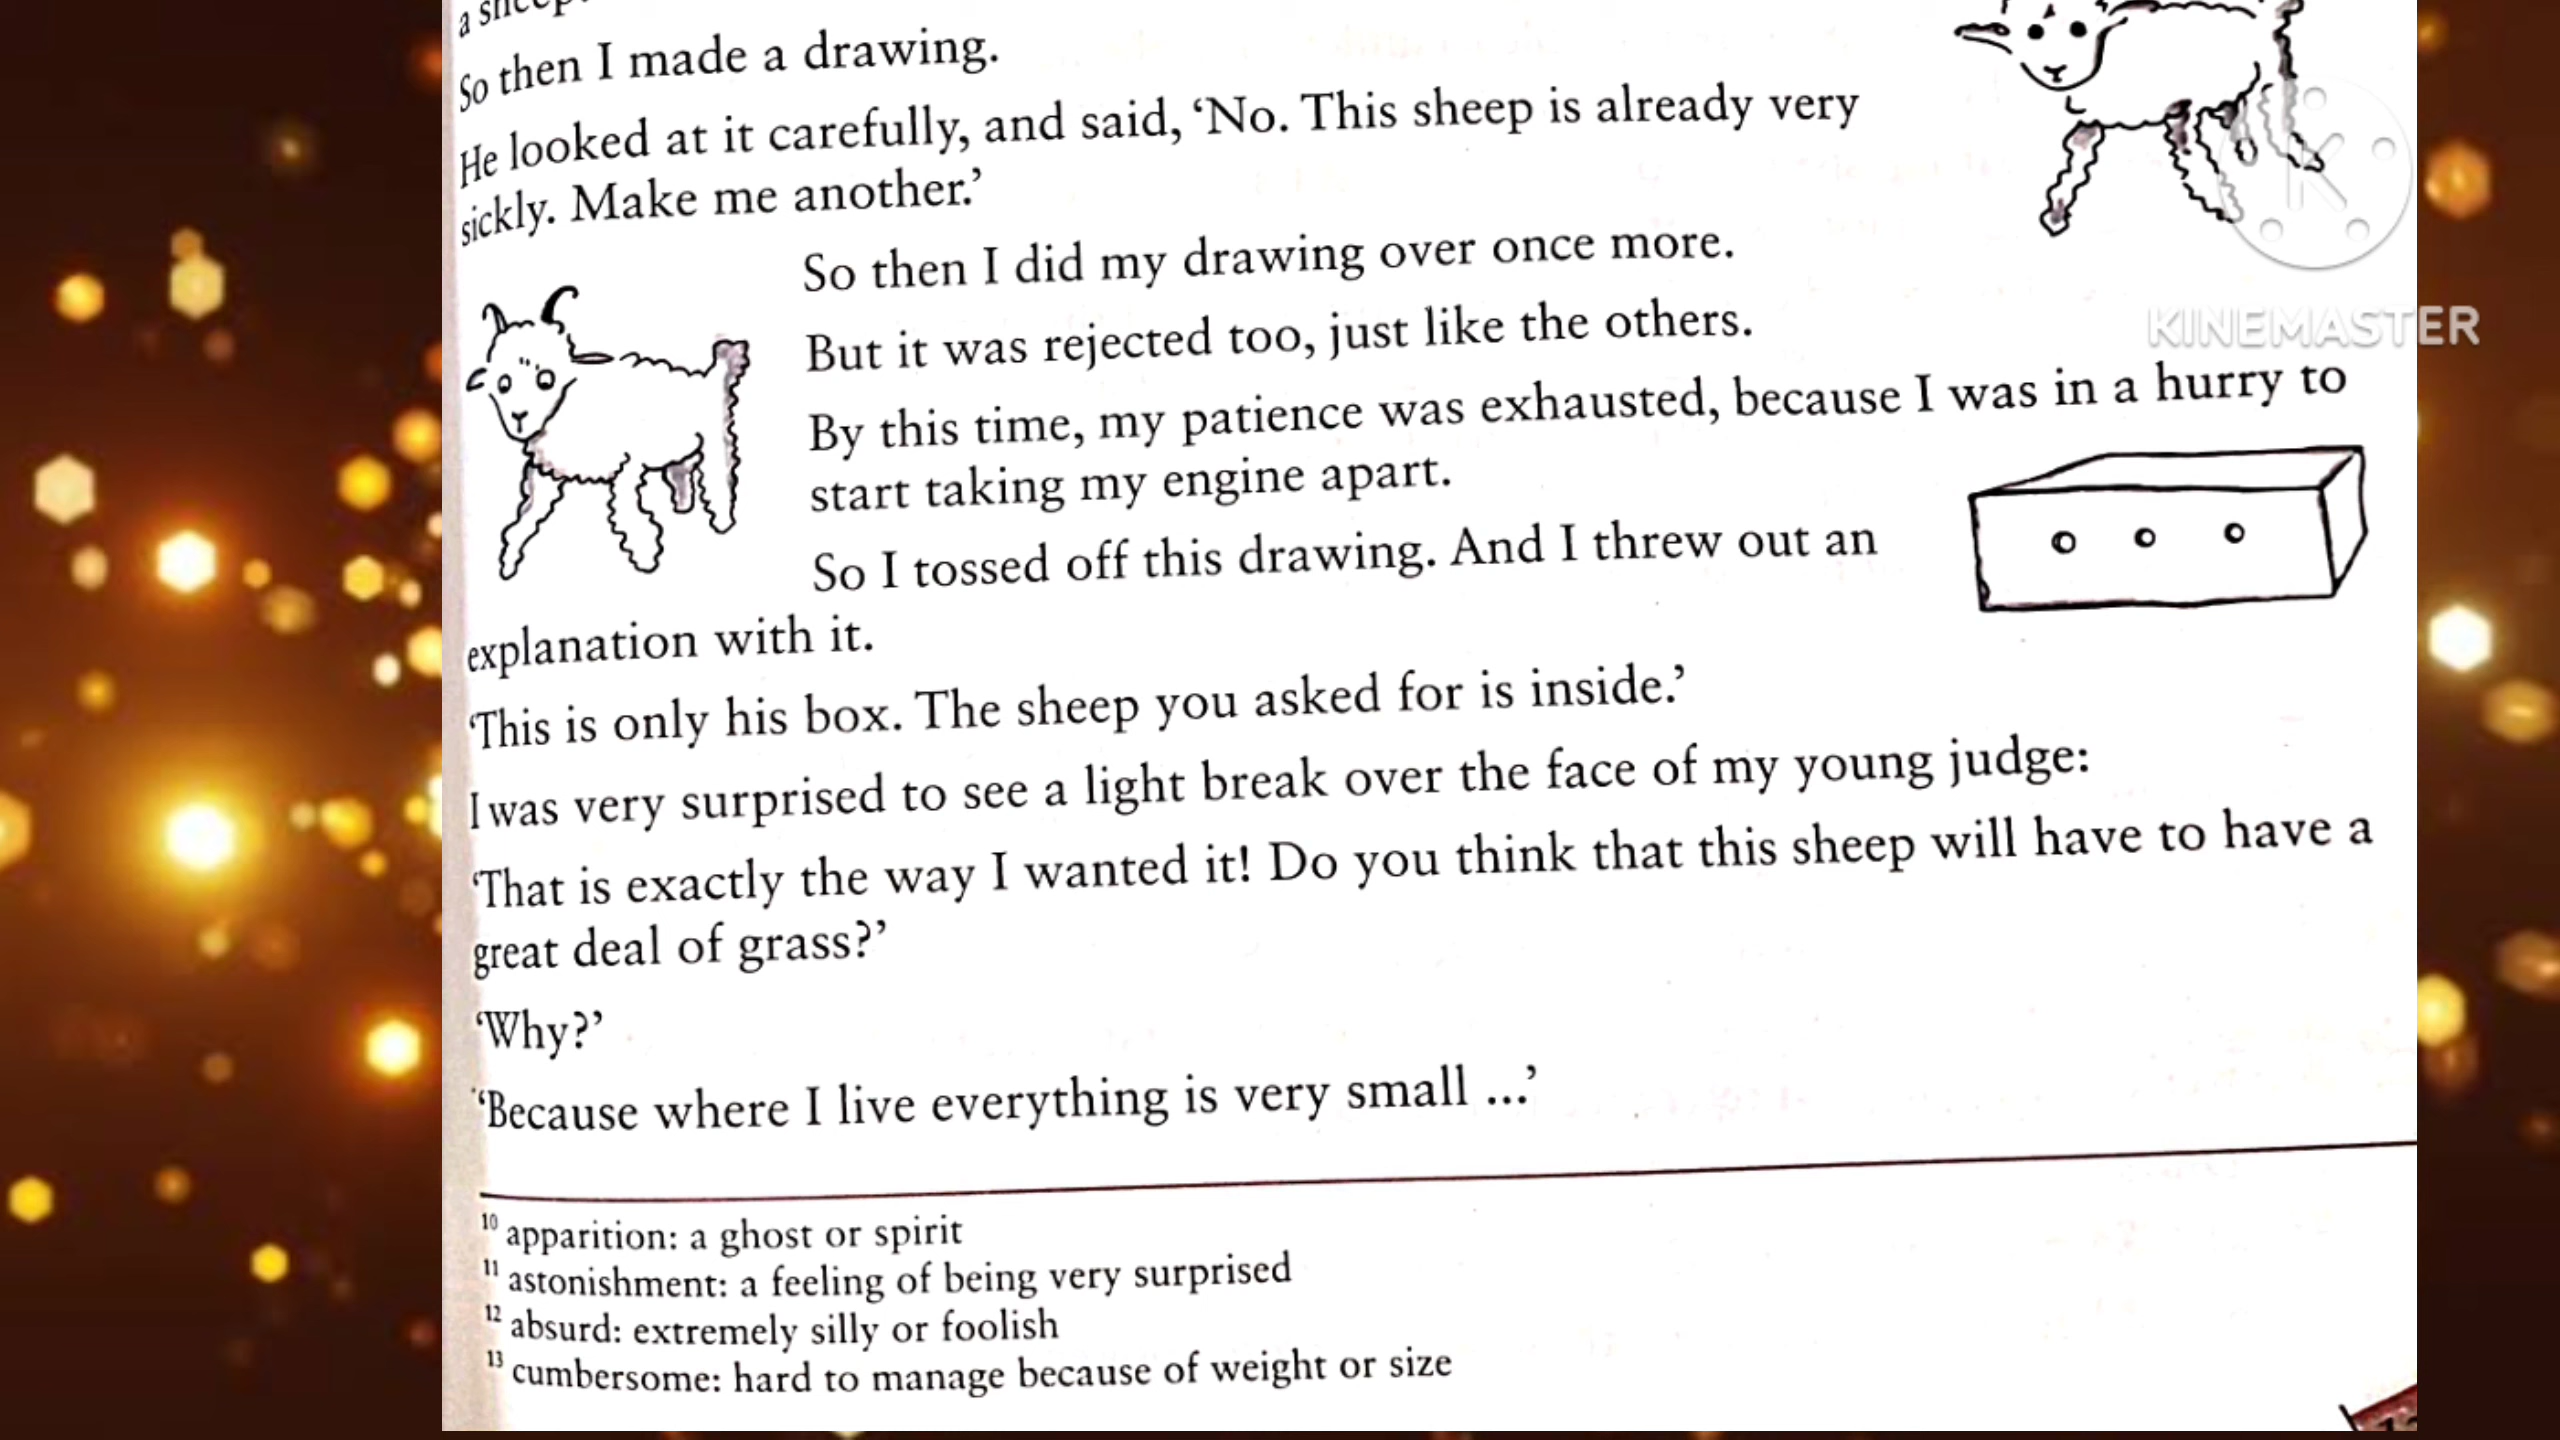 So then I made a drawing.
He looked at it carefully, and said, ‘No. This sheep is already very
sickly. Make me another.’
So then I did my drawing over once more.
But it was rejected too, just like the others.
By this time, my patience was exhausted, because I was in a hurry to
start taking my engine apart.
So I tossed off this drawing. And I threw out an
explanation with it.
‘This is only his box. The sheep you asked for is inside.’
I was very surprised to see a light break over the face of my young judge:
‘That is exactly the way I wanted it! Do you think that this sheep will have to have a
great deal of grass?’
‘Why?’
‘Because where I live everything is very small ...’
10 apparition: a ghost or spirit
11 astonishment: a feeling of being very surprised
12 absurd: extremely silly or foolish
13 cumbersome: hard to manage because of weight or size
K
KINEMASTER